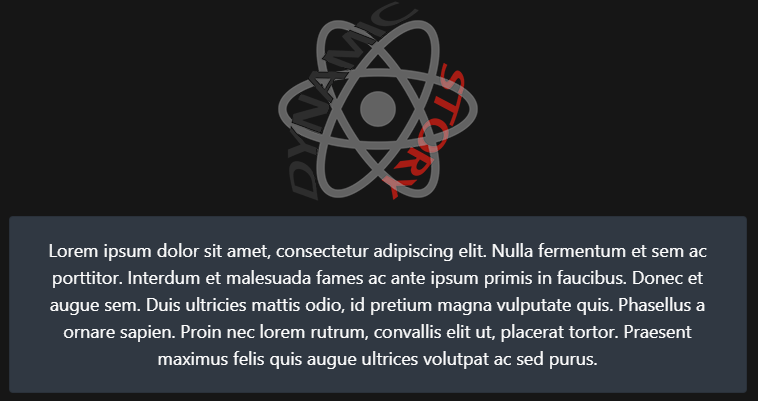 DYNAMIC
STORY
Lorem ipsum dolor sit amet, consectetur adipiscing elit. Nulla fermentum et sem ac
porttitor. Interdum et malesuada fames ac ante ipsum primis in faucibus. Donec et
augue sem. Duis ultricies mattis odio, id pretium magna vulputate quis. Phasellus a
ornare sapien. Proin nec lorem rutrum, convallis elit ut, placerat tortor. Praesent
maximus felis quis augue ultrices volutpat ac sed purus.